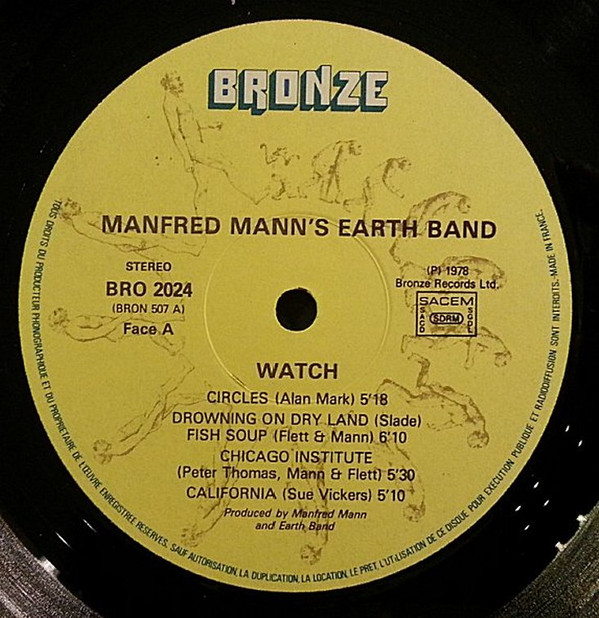 BRONZE
MANFRED MANN'S EARTH BAND
STEREO
BRO 2024
(BRON 507 A)
Face A
(P) 1978
Bronze Records Ltd.
SACEM
SACD
SDRM
SGDL
WATCH
CIRCLES (Alan Mark) 5'18
DROWNING ON DRY LAND (Slade)
FISH SOUP (Flett & Mann) 6'10
CHICAGO INSTITUTE
(Peter Thomas, Mann & Flett) 5'30
CALIFORNIA (Sue Vickers) 5'10
Produced by Manfred Mann
and Earth Band
TOUS DROITS DU PRODUCTEUR PHONOGRAPHIQUE ET DU PROPRIETAIRE DE L'ŒUVRE ENREGISTREE RESERVES. SAUF AUTORISATION, LA DUPLICATION, LA LOCATION, LE PRET, L'UTILISATION DE CE DISQUE POUR EXECUTION PUBLIQUE ET RADIODIFFUSION SONT INTERDITS. MADE IN FRANCE.